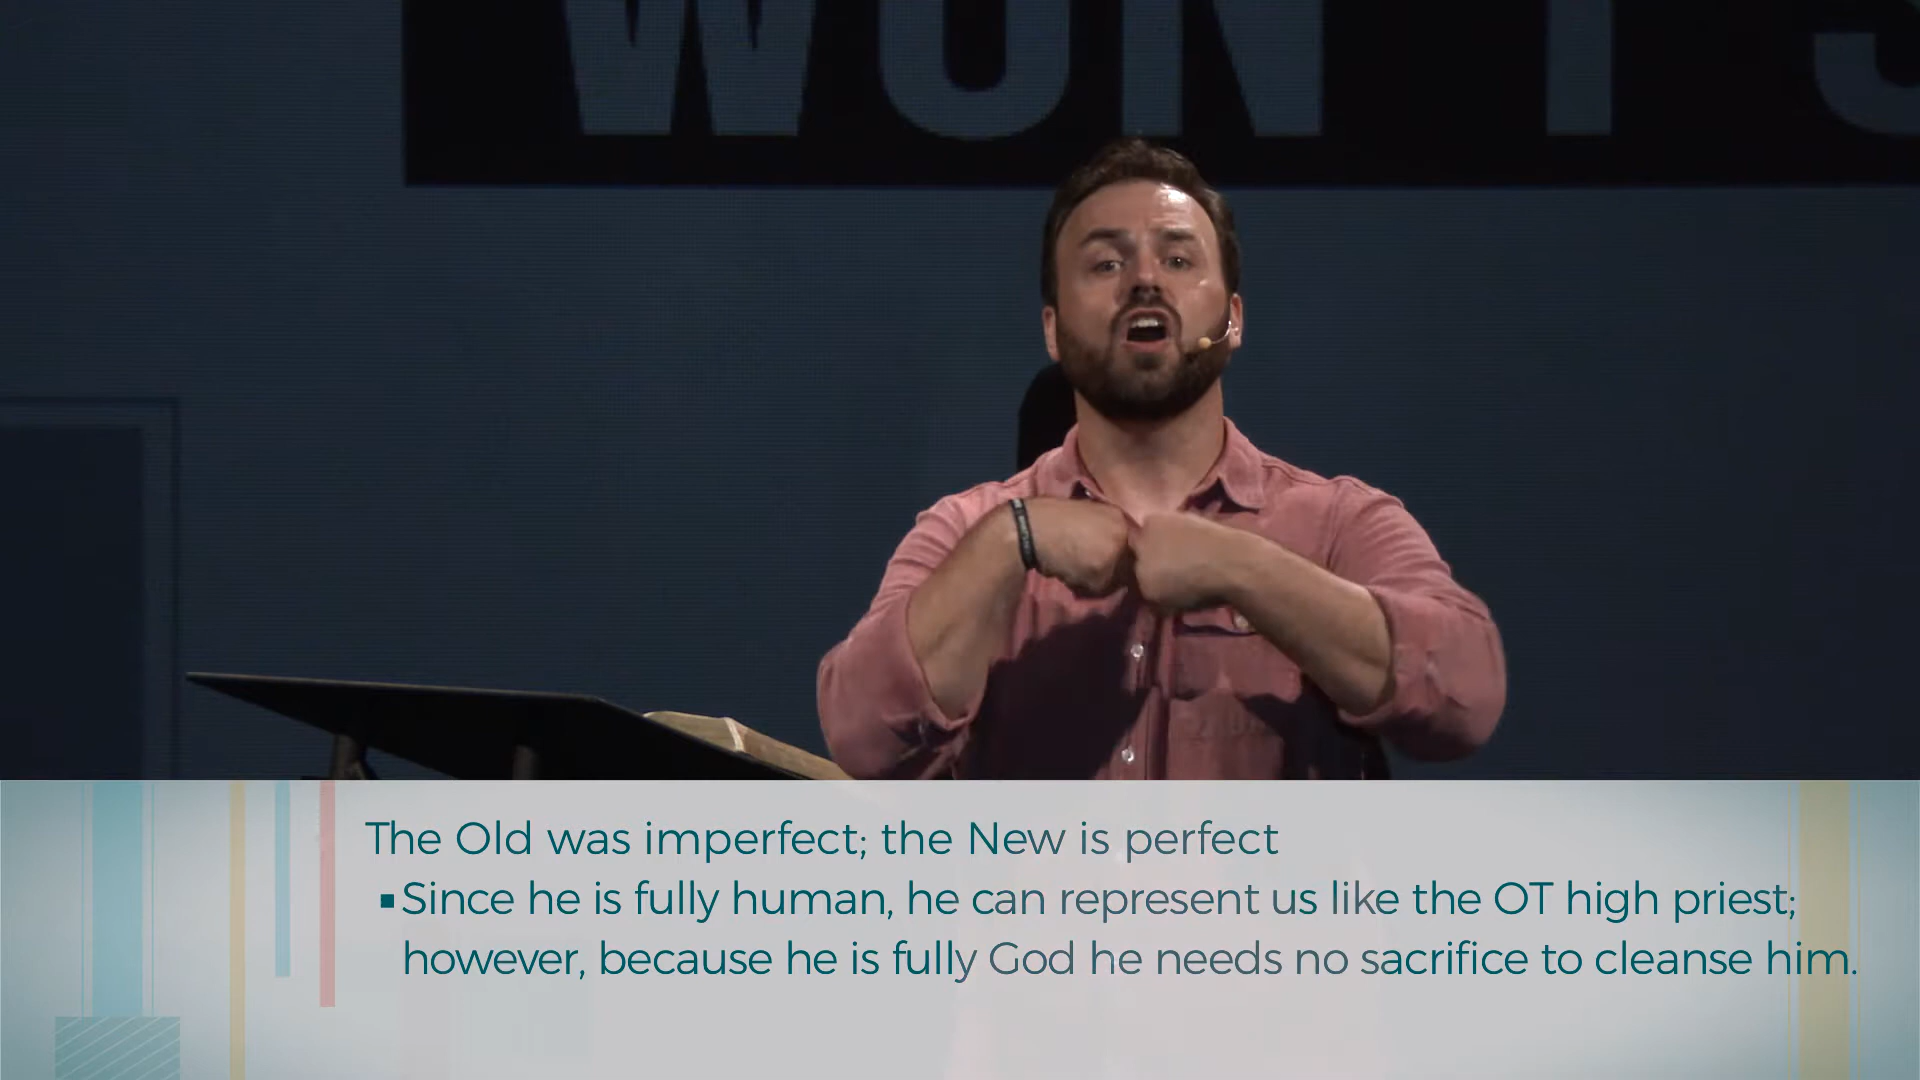 WON'T S
The Old was imperfect; the New is perfect
▪Since he is fully human, he can represent us like the OT high priest;
however, because he is fully God he needs no sacrifice to cleanse him.